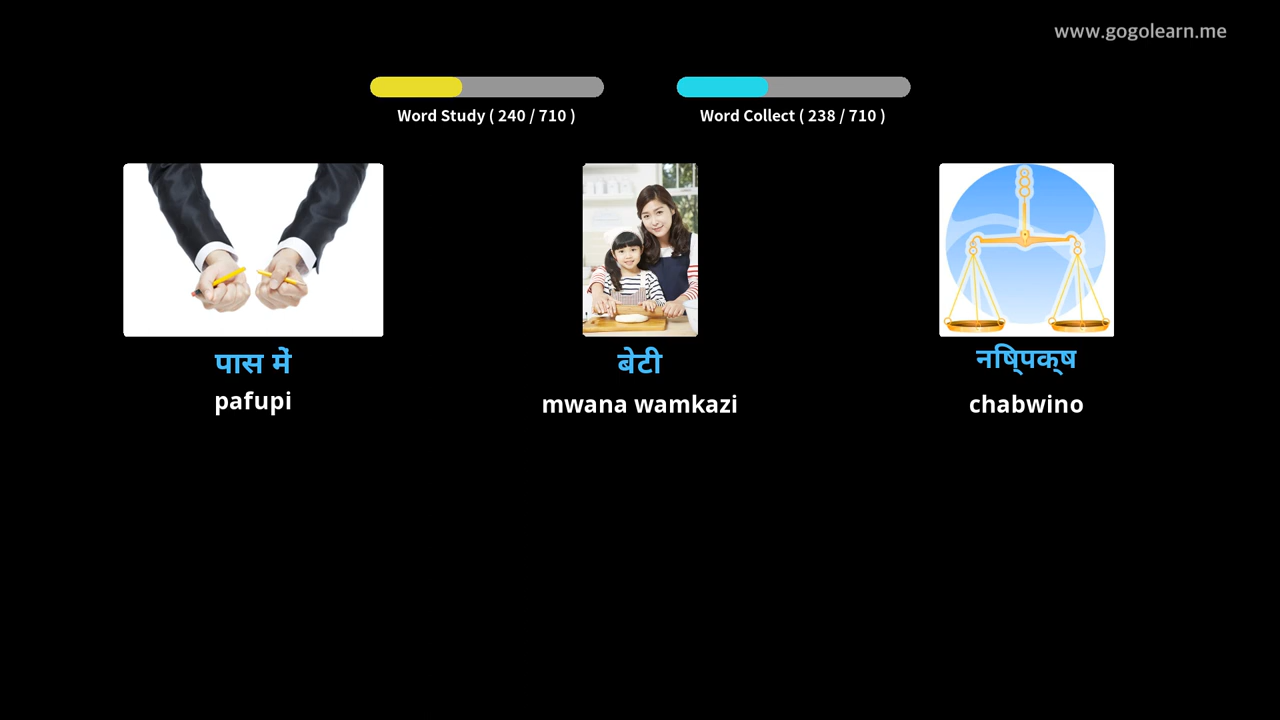 www.gogolearn.me
Word Study ( 240 / 710 )
Word Collect ( 238 / 710 )
पास में
pafupi
बेटी
mwana wamkazi
नष्पिक्ष
chabwino